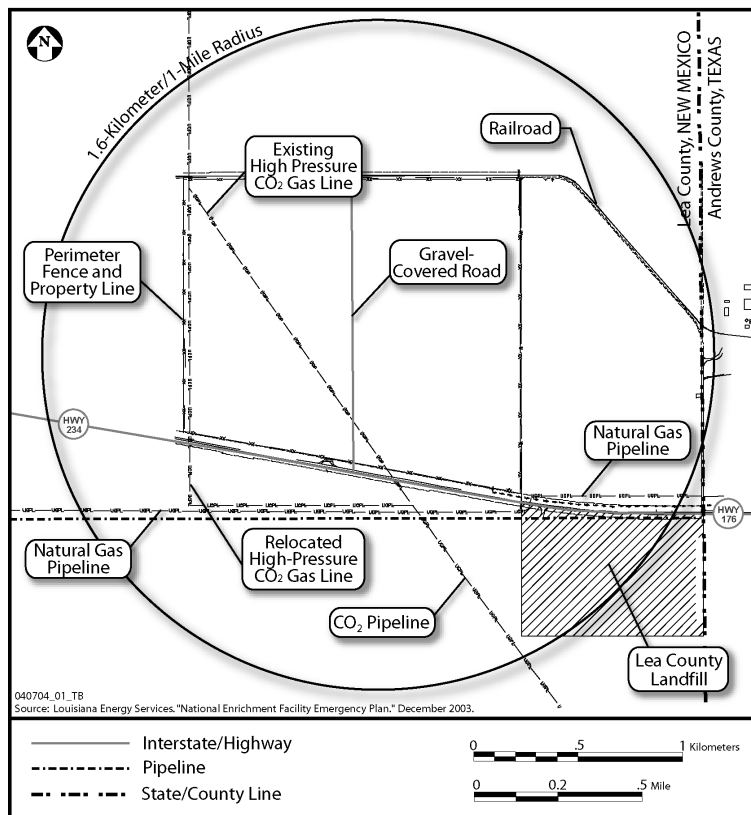 N
1.6-Kilometer/1-Mile Radius
Lea County, NEW MEXICO
Andrews County, TEXAS
Railroad
Existing
High Pressure
CO₂ Gas Line
Perimeter
Fence and
Property Line
Gravel-
Covered Road
HWY
234
Natural Gas
Pipeline
HWY
176
Natural Gas
Pipeline
Relocated
High-Pressure
CO₂ Gas Line
CO₂ Pipeline
Lea County
Landfill
040704_01_TB
Source: Louisiana Energy Services. "National Enrichment Facility Emergency Plan." December 2003.
Interstate/Highway
Pipeline
State/County Line
0 .5 1 Kilometers
0 0.2 .5 Mile